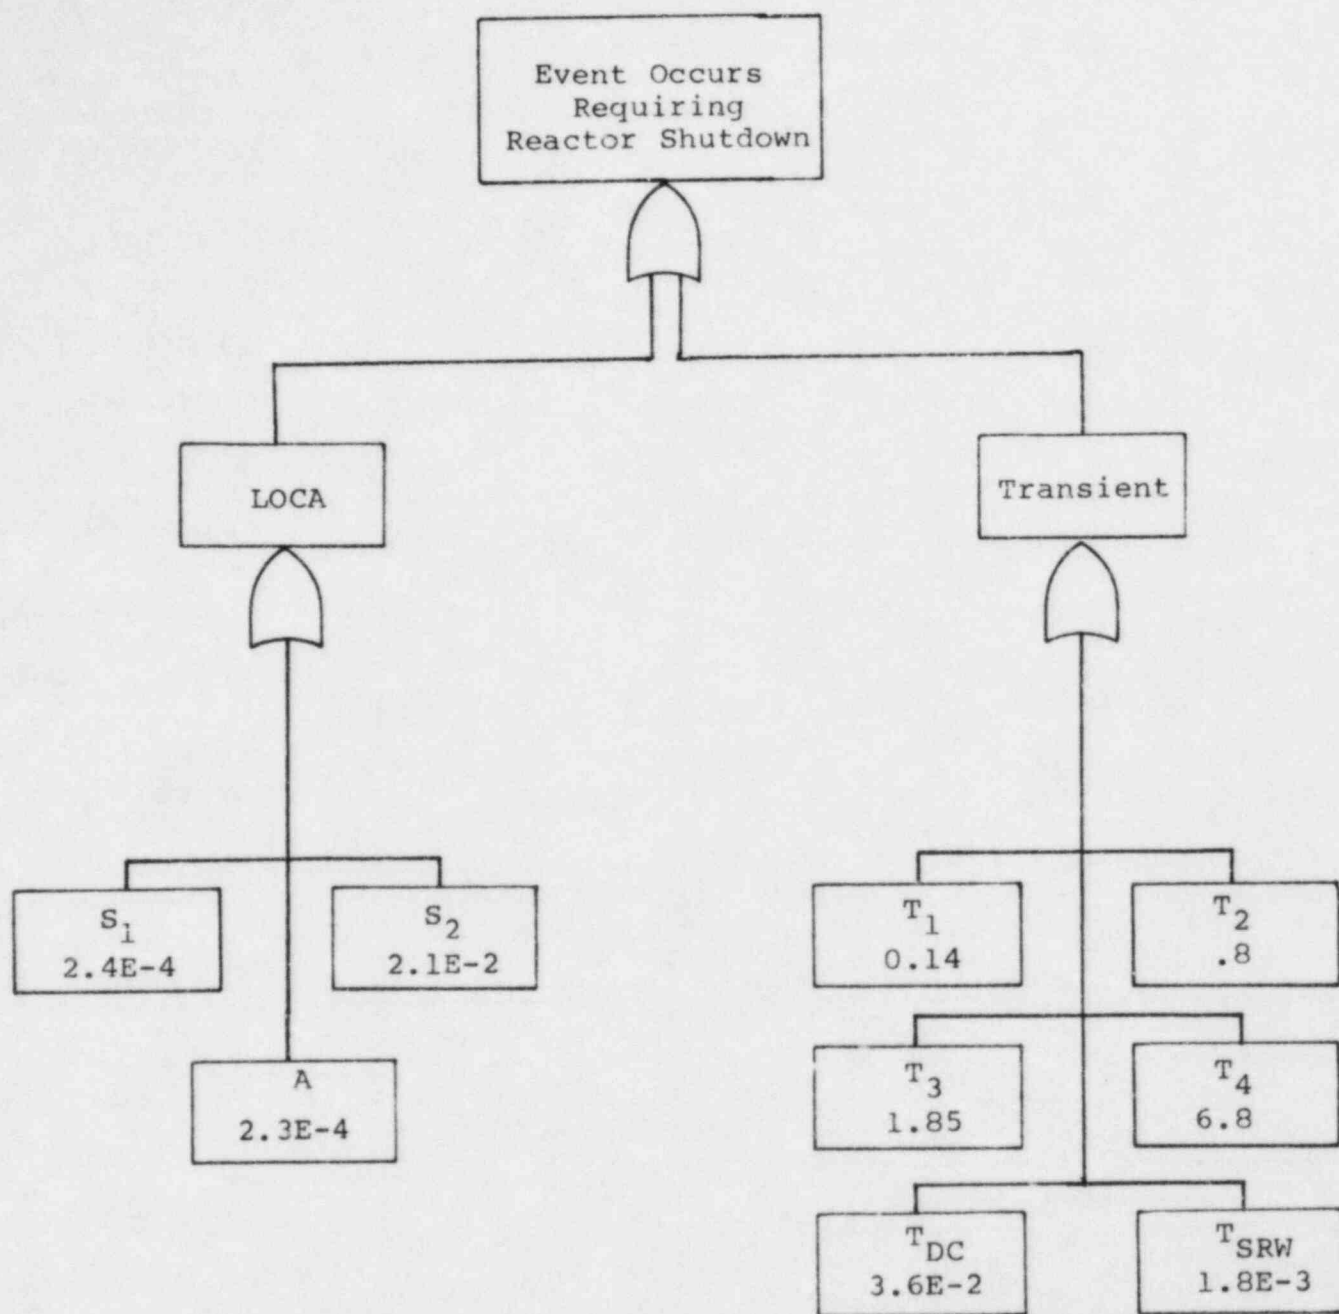 Event Occurs
Requiring
Reactor Shutdown
LOCA
Transient
S1
2.4E-4
S2
2.1E-2
A
2.3E-4
T1
0.14
T2
.8
T3
1.85
T4
6.8
TDC
3.6E-2
TSRW
1.8E-3